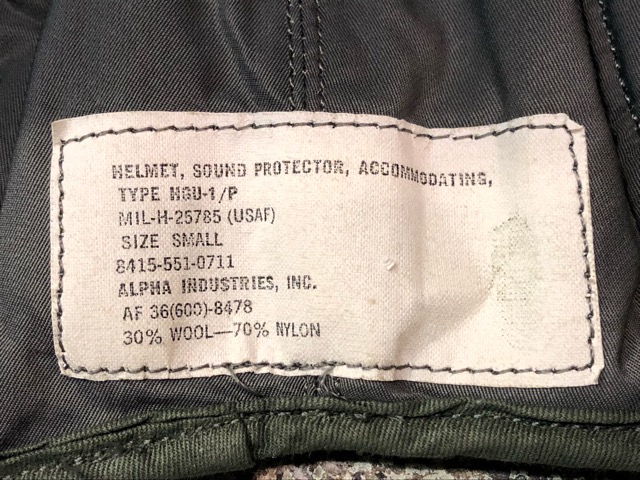 HELMET, SOUND PROTECTOR, ACCOMMODATING,
TYPE HGU-1/P
MIL-H-25785 (USAF)
SIZE SMALL
8415-551-0711
ALPHA INDUSTRIES, INC.
AF 36(600)-8478
30% WOOL—70% NYLON